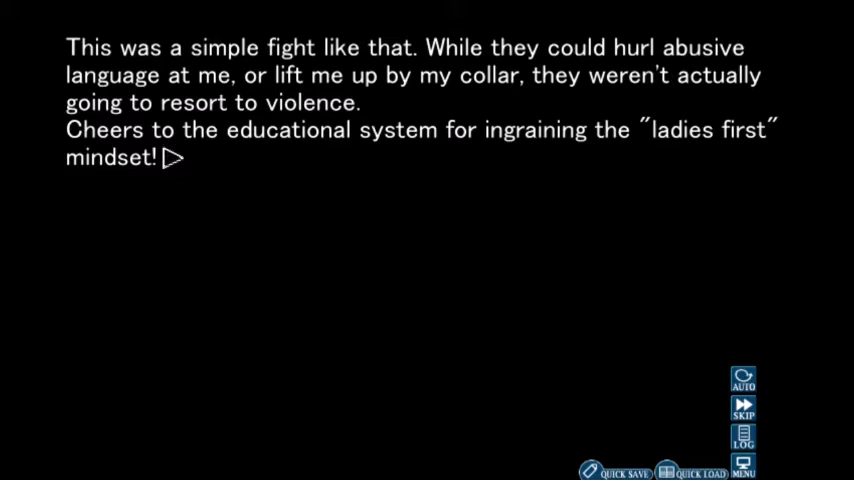 This was a simple fight like that. While they could hurl abusive
language at me, or lift me up by my collar, they weren't actually
going to resort to violence.
Cheers to the educational system for ingraining the "ladies first"
mindset!
AUTO
SKIP
LOG
MENU
QUICK SAVE
QUICK LOAD